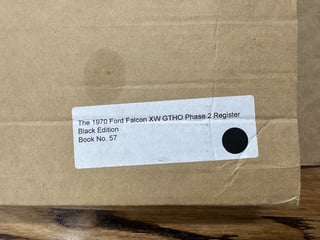 The 1970 Ford Falcon XW GTHO Phase 2 Register
Black Edition
Book No. 57